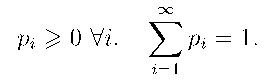 p_i ⩾ 0 ∀i. ∑_{i=1}^{∞} p_i = 1.